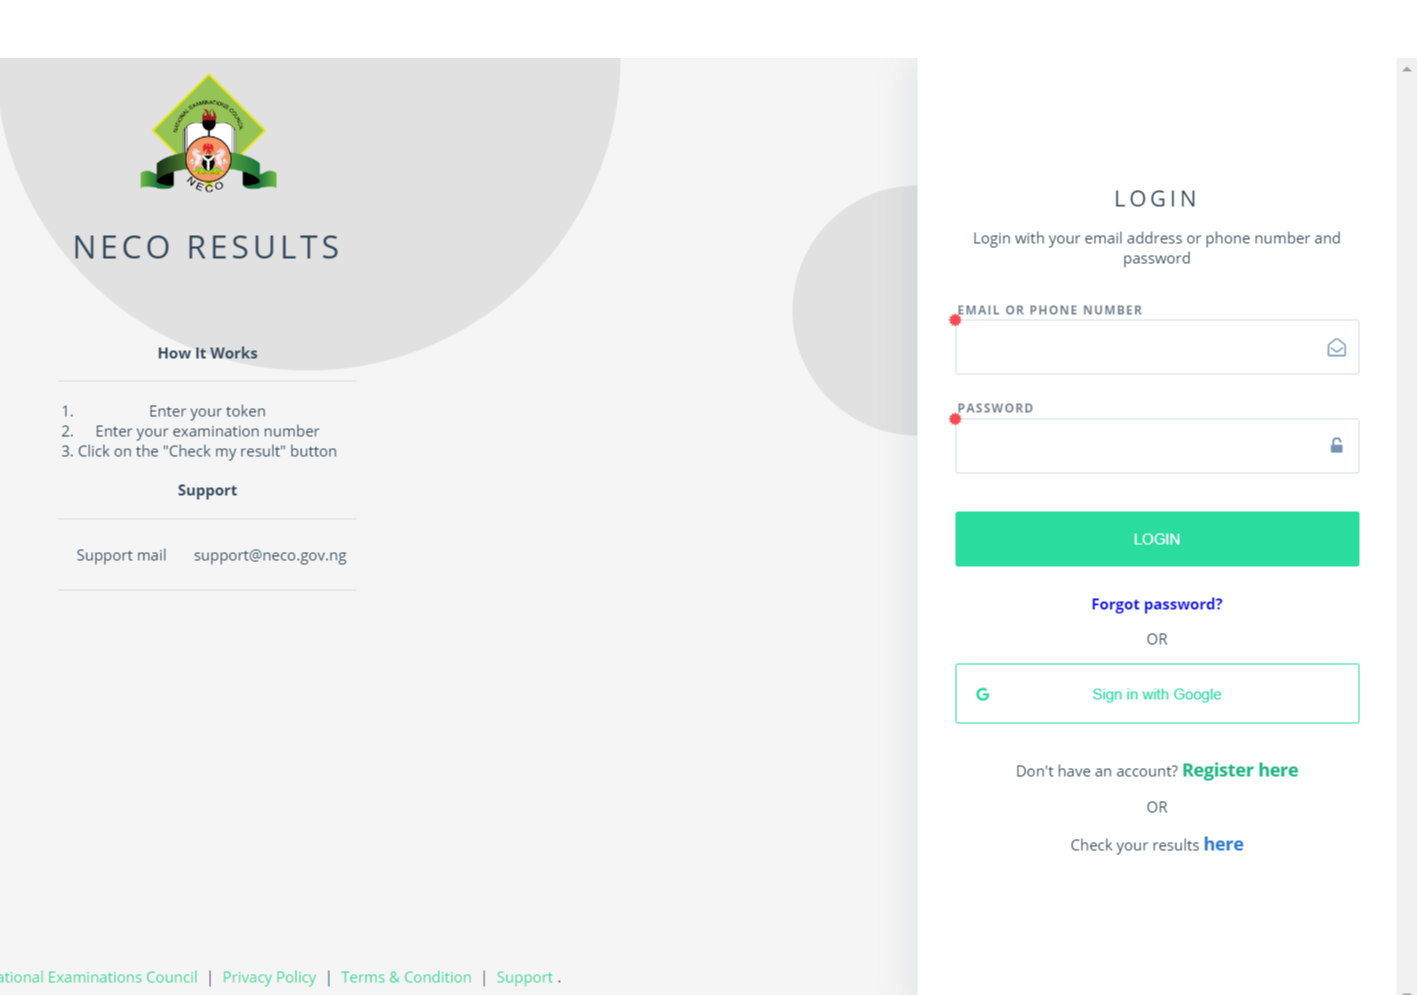 NATIONAL EXAMINATIONS COUNCIL
NECO
NECO RESULTS
How It Works
1. Enter your token
2. Enter your examination number
3. Click on the "Check my result" button
Support
Support mail support@neco.gov.ng
ational Examinations Council | Privacy Policy | Terms & Condition | Support .
LOGIN
Login with your email address or phone number and
password
EMAIL OR PHONE NUMBER
PASSWORD
LOGIN
Forgot password?
OR
G Sign in with Google
Don't have an account? Register here
OR
Check your results here